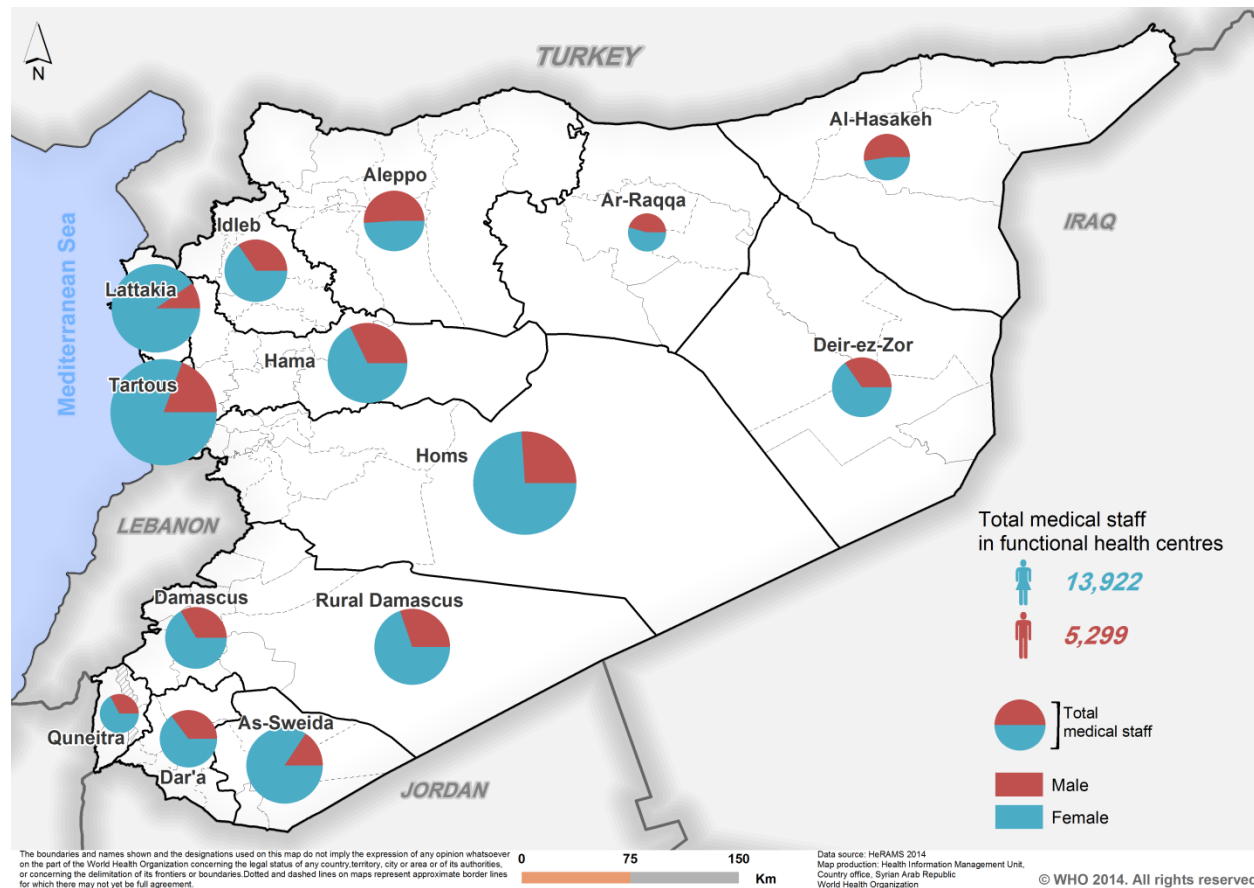 N
TURKEY
Al-Hasakeh
Aleppo
Ar-Raqqa
Idleb
IRAQ
Mediterranean Sea
Lattakia
Deir-ez-Zor
Hama
Tartous
Homs
LEBANON
Total medical staff
in functional health centres
13,922
5,299
Damascus
Rural Damascus
Quneitra
As-Sweida
Dar'a
JORDAN
Total
medical staff
Male
Female
The boundaries and names shown and the designations used on this map do not imply the expression of any opinion whatsoever
on the part of the World Health Organization concerning the legal status of any country,territory, city or area or of its authorities,
or concerning the delimitation of its frontiers or boundaries.Dotted and dashed lines on maps represent approximate border lines
for which there may not yet be full agreement.
0 75 150
Km
Data source: HeRAMS 2014
Map production: Health Information Management Unit,
Country office, Syrian Arab Republic
World Health Organization
© WHO 2014. All rights reserved